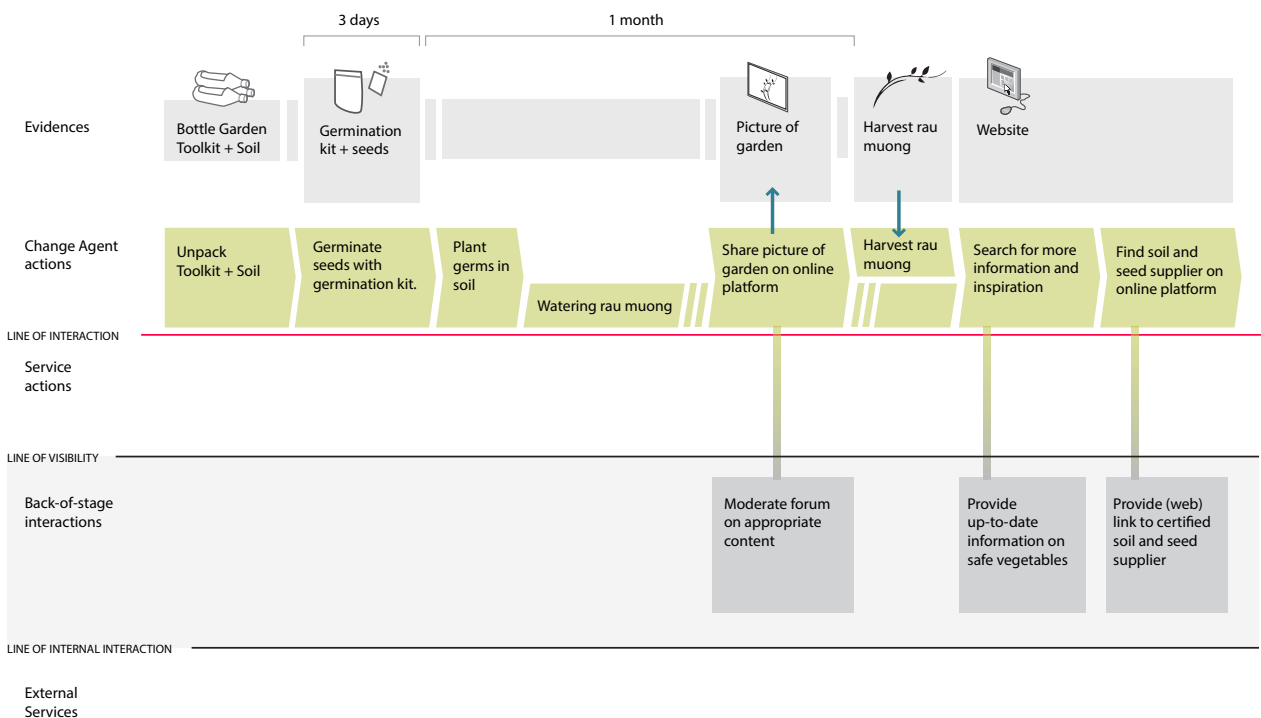 3 days
1 month
Evidences
Bottle Garden
Toolkit + Soil
Germination
kit + seeds
Picture of
garden
Harvest rau
muong
Website
Change Agent
actions
Unpack
Toolkit + Soil
Germinate
seeds with
germination kit.
Plant
germs in
soil
Watering rau muong
Share picture of
garden on online
platform
Harvest rau
muong
Search for more
information and
inspiration
Find soil and
seed supplier on
online platform
LINE OF INTERACTION
Service
actions
LINE OF VISIBILITY
Back-of-stage
interactions
Moderate forum
on appropriate
content
Provide
up-to-date
information on
safe vegetables
Provide (web)
link to certified
soil and seed
supplier
LINE OF INTERNAL INTERACTION
External
Services